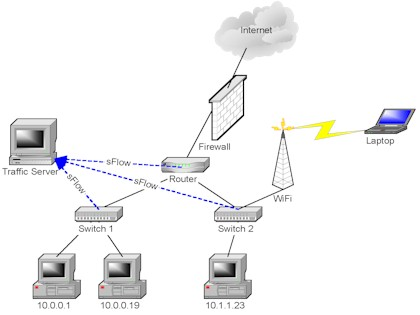 Internet
Firewall
Laptop
sFlow
Traffic Server
sFlow
sFlow
Router
WiFi
Switch 1
Switch 2
10.0.0.1
10.0.0.19
10.1.1.23